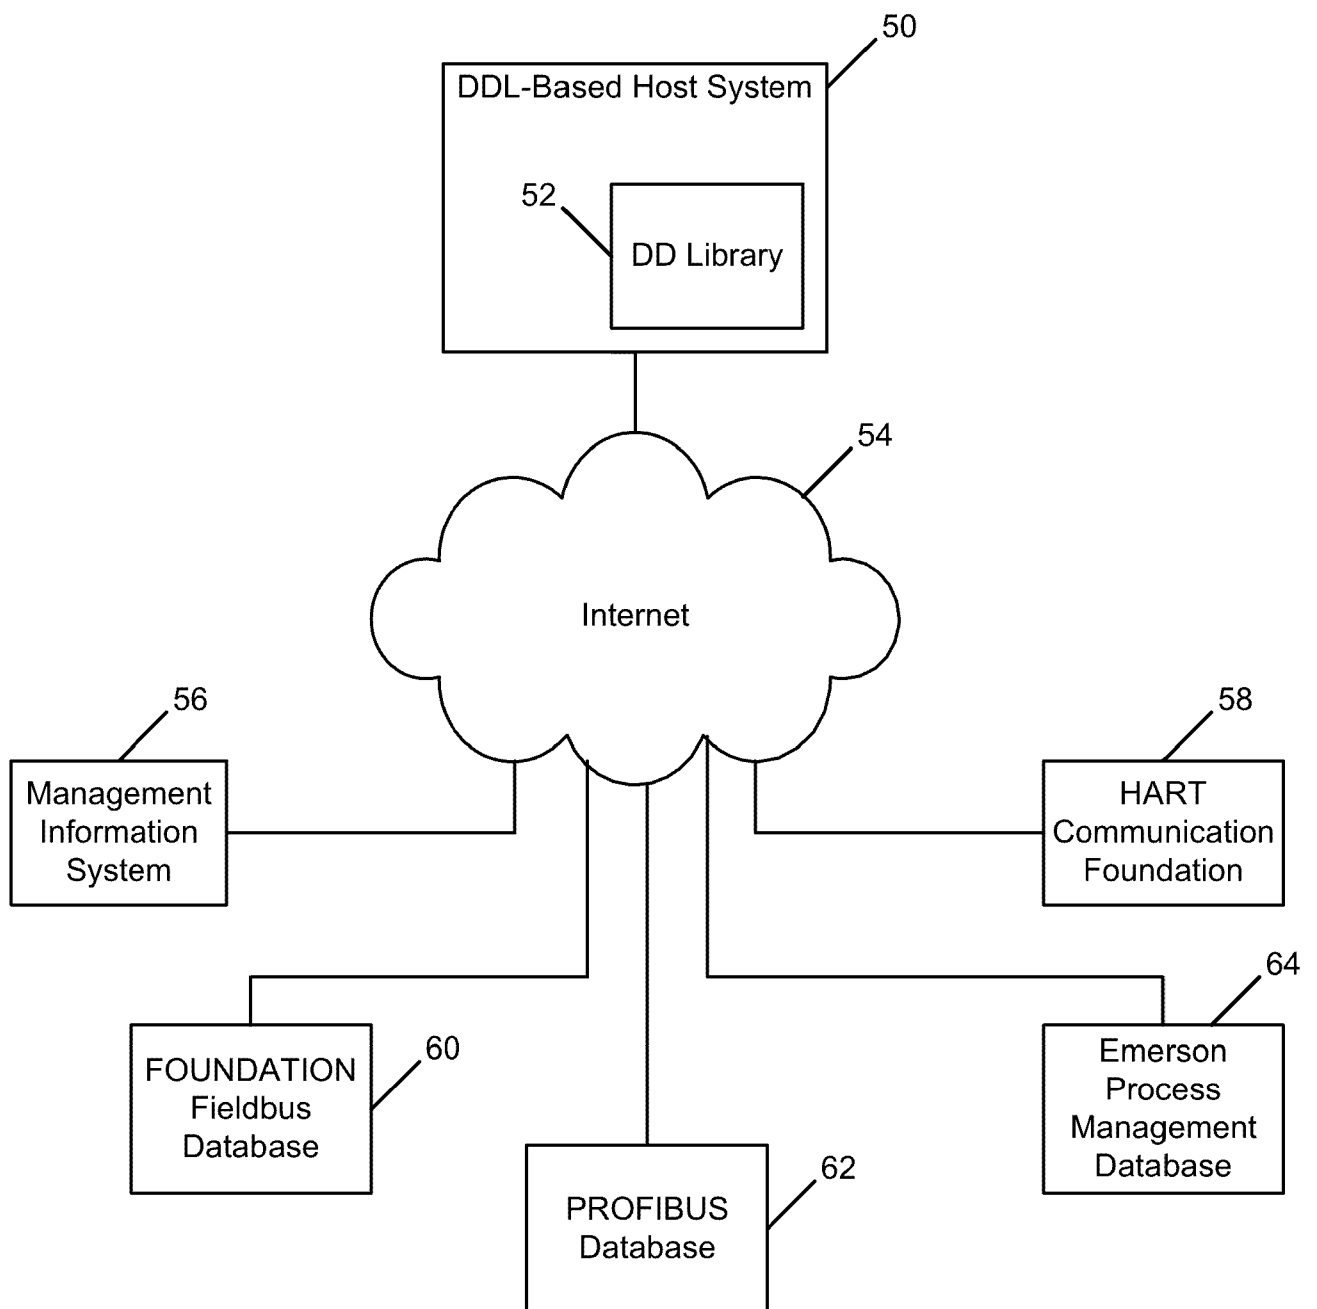 50
DDL-Based Host System
52
DD Library
54
Internet
56
58
Management
Information
System
HART
Communication
Foundation
64
60
FOUNDATION
Fieldbus
Database
Emerson
Process
Management
Database
62
PROFIBUS
Database